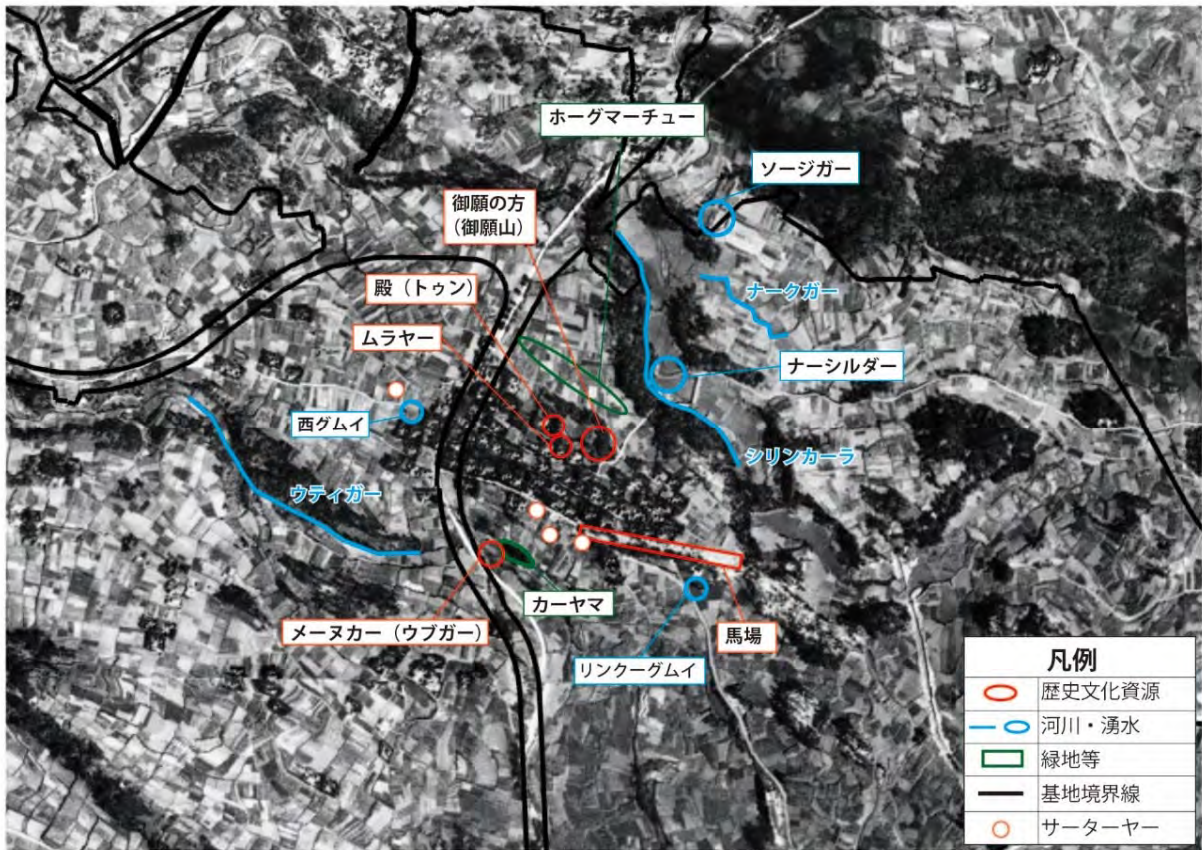 ホーグマーチュー
ソージガー
御願の方
（御願山）
殿（トゥン）
ナークガー
ムラヤー
ナーシルダー
西グムイ
シリンカーラ
ウティガー
カーヤマ
メーヌカー（ウブガー）
馬場
リンクーグムイ
凡例
歴史文化資源
河川・湧水
緑地等
基地境界線
サーターヤー